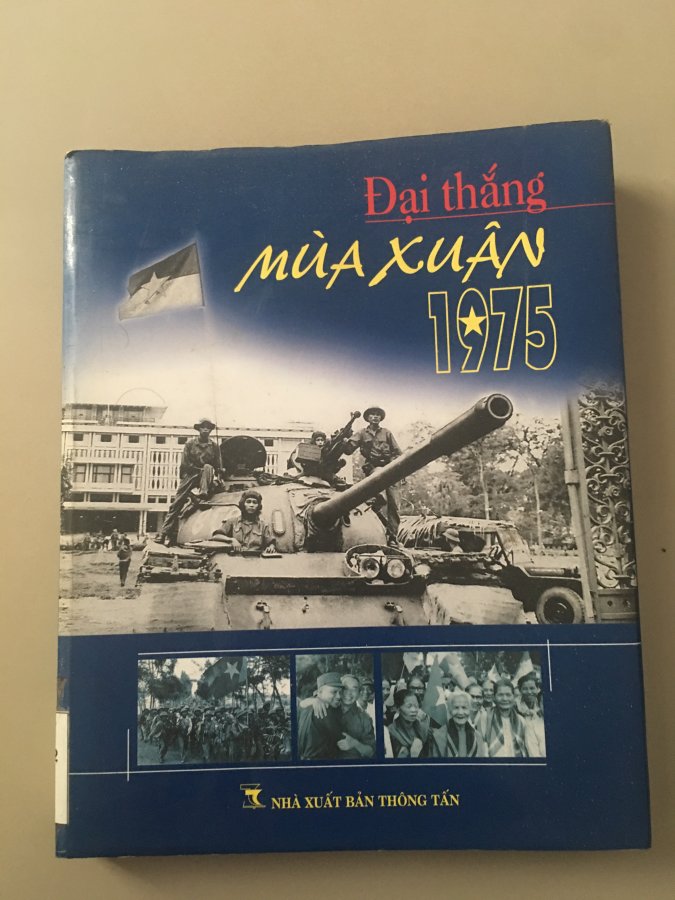 Đại thắng
MÙA XUÂN
1975
NHÀ XUẤT BẢN THÔNG TẤN